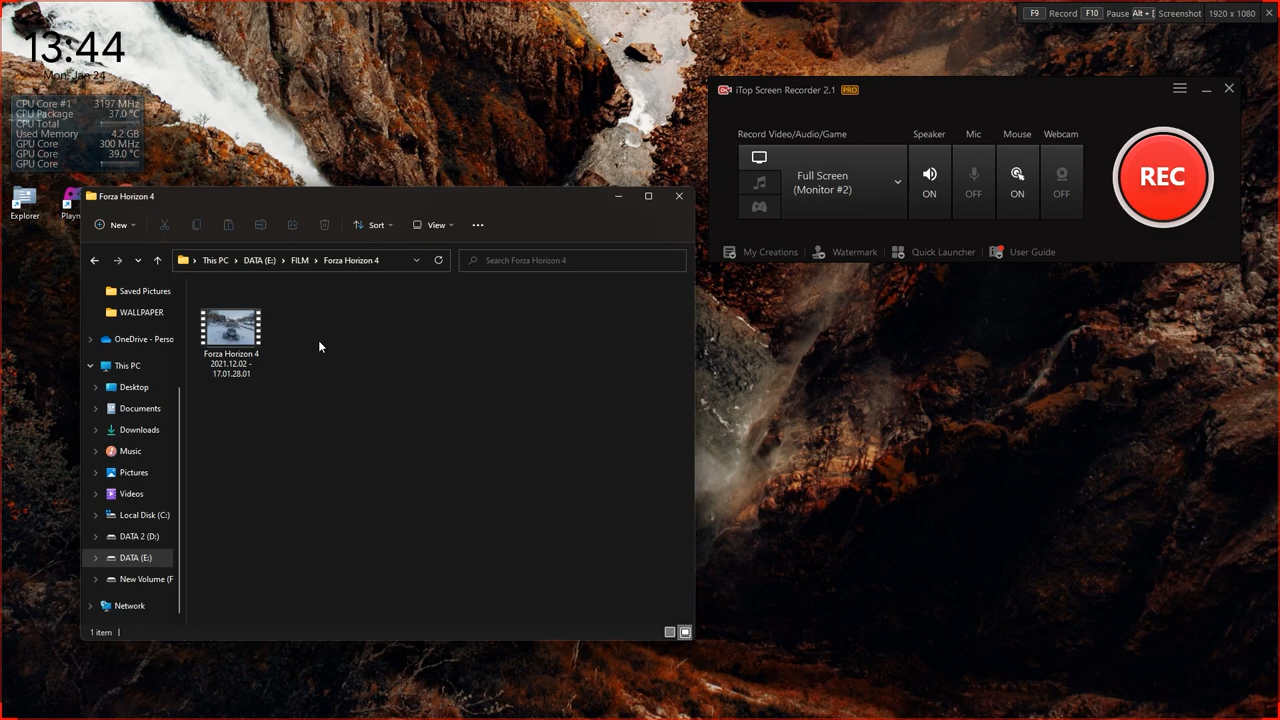 F9 Record F10 Pause Alt + [ Screenshot 1920 x 1080
13:44
Mon, Jan 24
CPU Core #1 3197 MHz
CPU Package 37.0 °C
CPU Total
Used Memory 4.2 GB
GPU Core 300 MHz
GPU Core 39.0 °C
GPU Core
Explorer
iTop Screen Recorder 2.1 PRO
Record Video/Audio/Game Speaker Mic Mouse Webcam
Full Screen
(Monitor #2)
ON OFF ON OFF
REC
My Creations Watermark Quick Launcher User Guide
Forza Horizon 4
New Sort View
This PC DATA (E:) FILM Forza Horizon 4 Search Forza Horizon 4
Saved Pictures
WALLPAPER
OneDrive - Perso
This PC
Desktop
Documents
Downloads
Music
Pictures
Videos
Local Disk (C:)
DATA 2 (D:)
DATA (E:)
New Volume (F
Network
Forza Horizon 4
2021.12.02 -
17.01.28.01
1 item